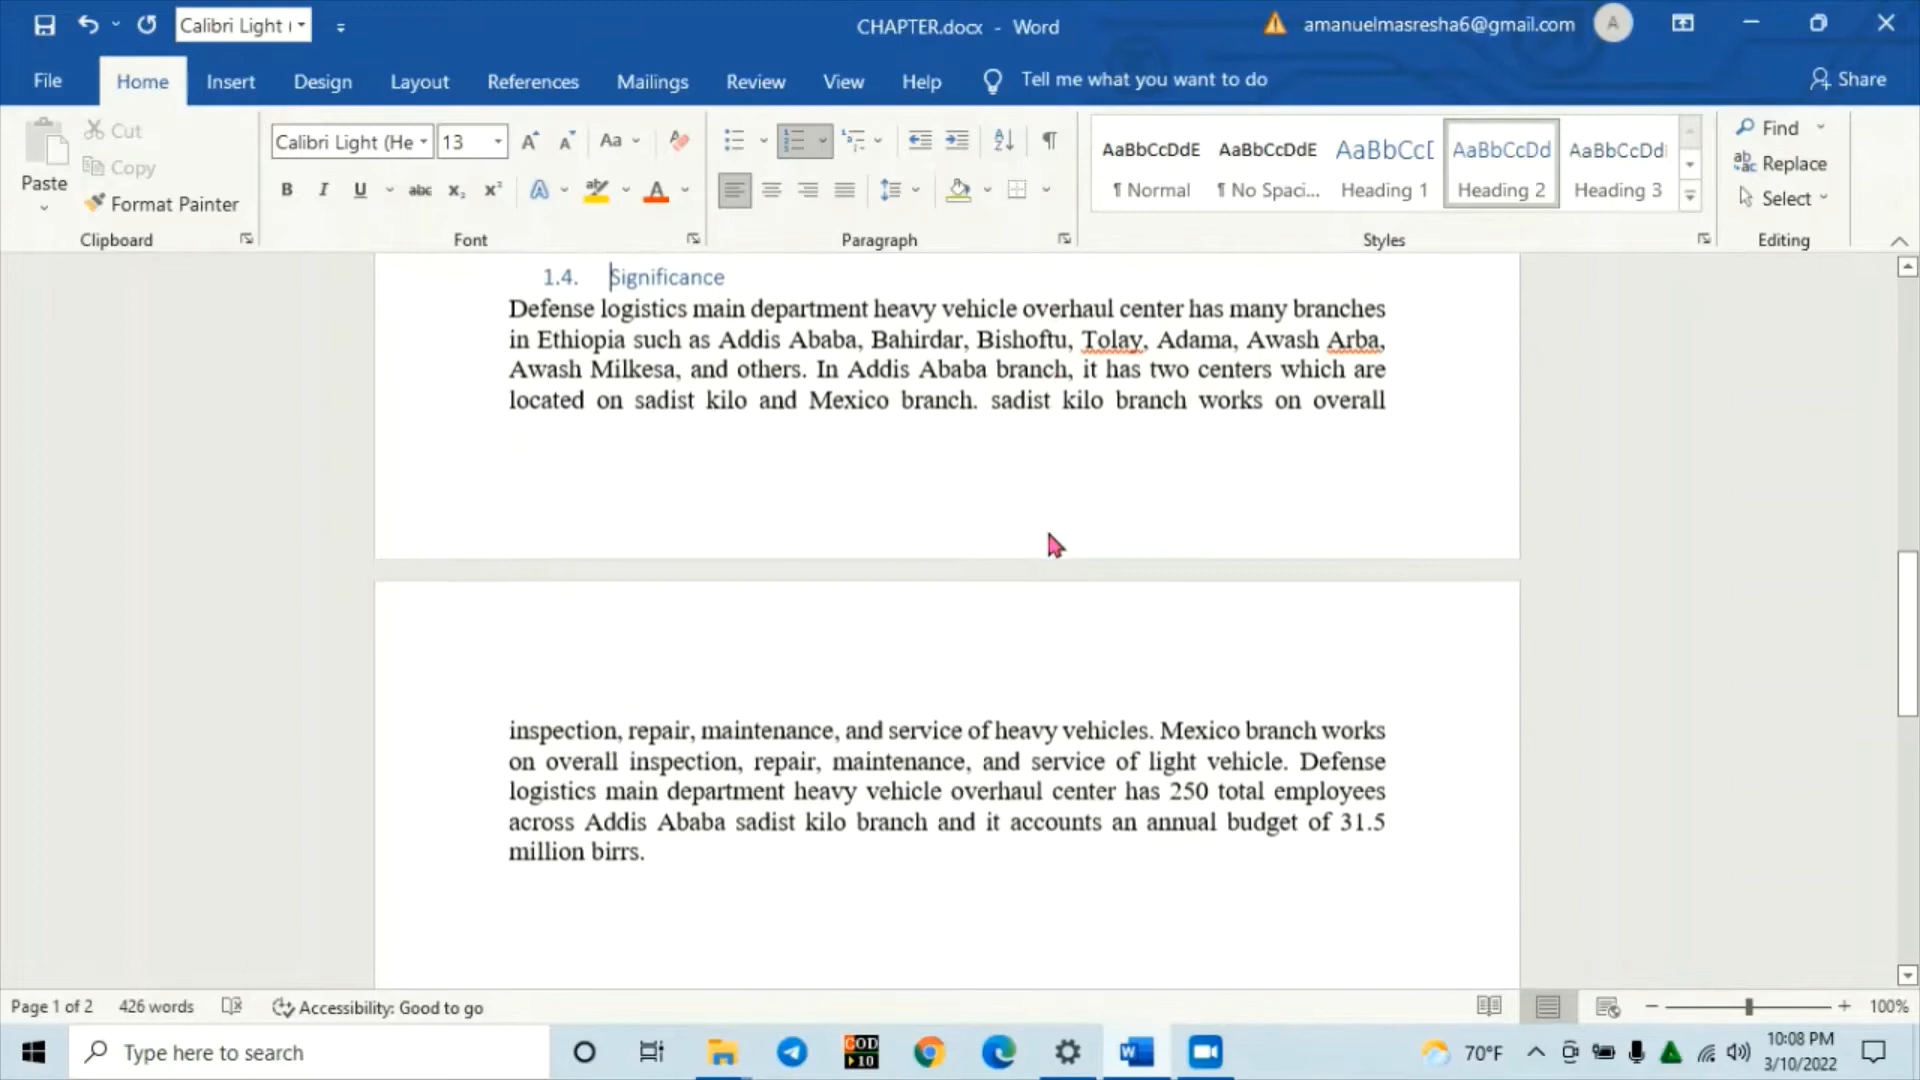 Calibri Light (
CHAPTER.docx - Word
amanuelmasresha6@gmail.com
A
File
Home
Insert
Design
Layout
References
Mailings
Review
View
Help
Tell me what you want to do
Share
Paste
Cut
Copy
Format Painter
Clipboard
Calibri Light (He
13
Aa
B I U abc x₂ x²
Font
Paragraph
AaBbCcDdE
¶ Normal
AaBbCcDdE
¶ No Spaci...
AaBbCc
Heading 1
AaBbCcDd
Heading 2
AaBbCcDd
Heading 3
Styles
Find
Replace
Select
Editing
1.4. Significance
Defense logistics main department heavy vehicle overhaul center has many branches
in Ethiopia such as Addis Ababa, Bahirdar, Bishoftu, Tolay, Adama, Awash Arba,
Awash Milkesa, and others. In Addis Ababa branch, it has two centers which are
located on sadist kilo and Mexico branch. sadist kilo branch works on overall
inspection, repair, maintenance, and service of heavy vehicles. Mexico branch works
on overall inspection, repair, maintenance, and service of light vehicle. Defense
logistics main department heavy vehicle overhaul center has 250 total employees
across Addis Ababa sadist kilo branch and it accounts an annual budget of 31.5
million birrs.
Page 1 of 2
426 words
Accessibility: Good to go
100%
Type here to search
70°F
10:08 PM
3/10/2022